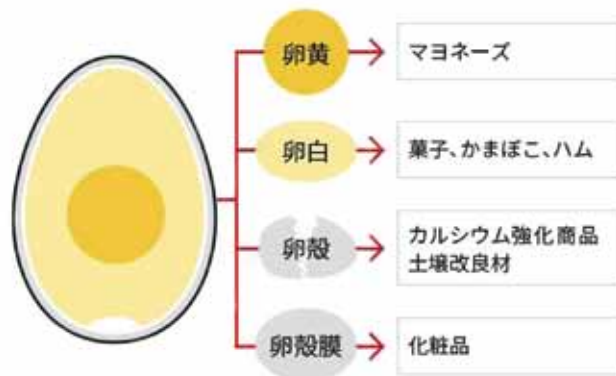 卵黄
マヨネーズ
卵白
菓子、かまぼこ、ハム
卵殻
カルシウム強化商品
土壌改良材
卵殻膜
化粧品